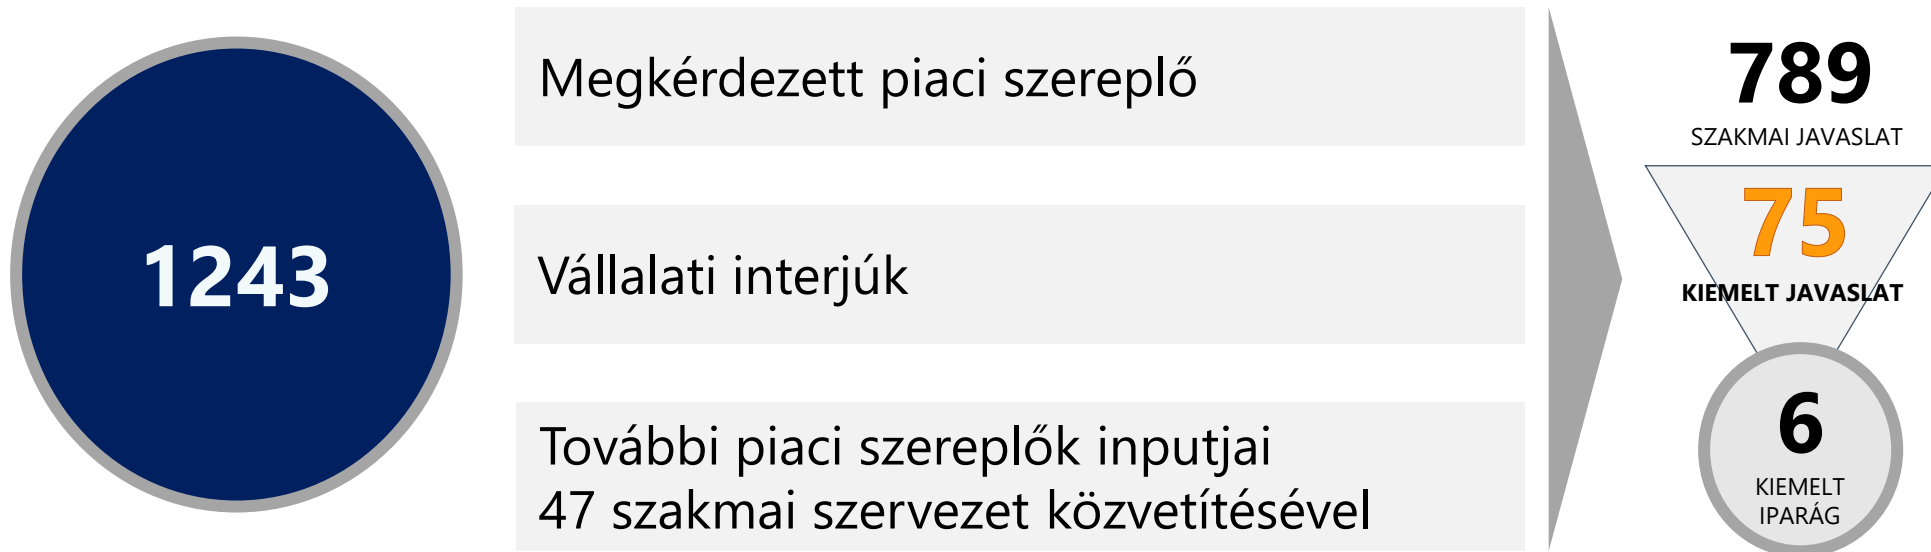 1243
Megkérdezett piaci szereplő
Vállalati interjúk
További piaci szereplők inputjai
47 szakmai szervezet közvetítésével
789
SZAKMAI JAVASLAT
75
KIEMELT JAVASLAT
6
KIEMELT
IPARÁG